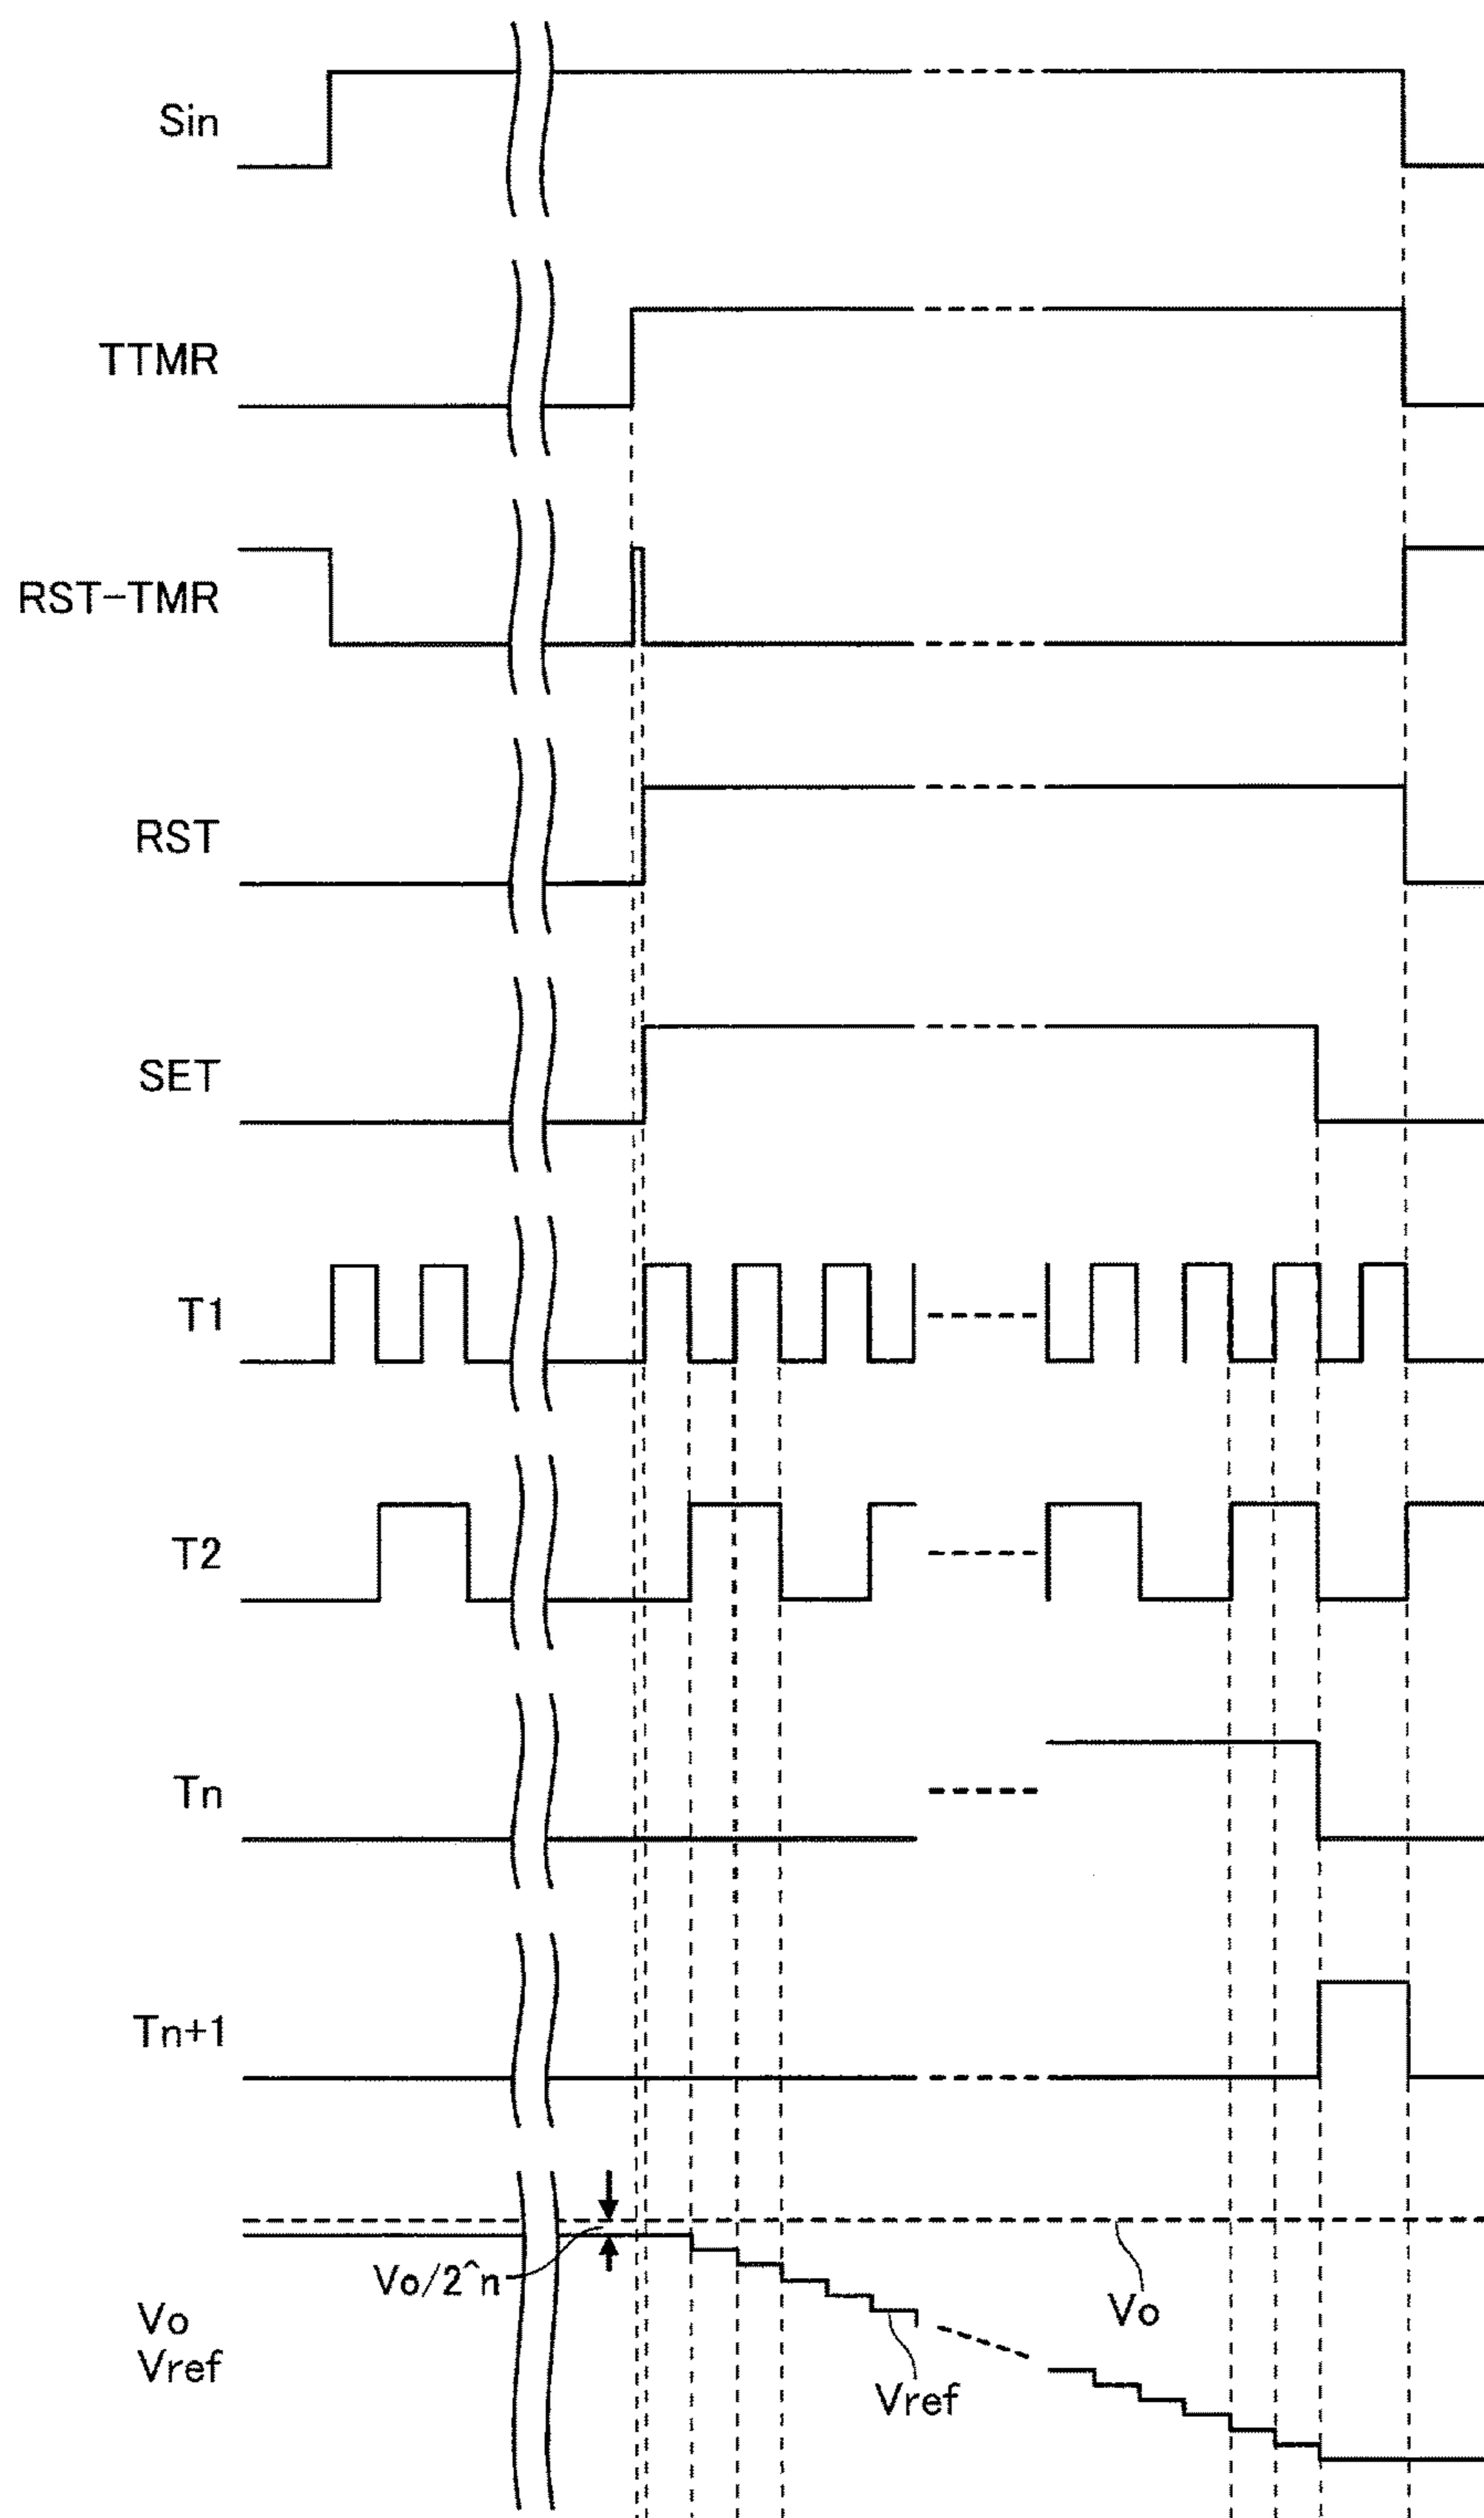 Sin
TTMR
RST-TMR
RST
SET
T1
T2
Tn
Tn+1
Vo/2^n
Vo
Vo
Vref
Vref